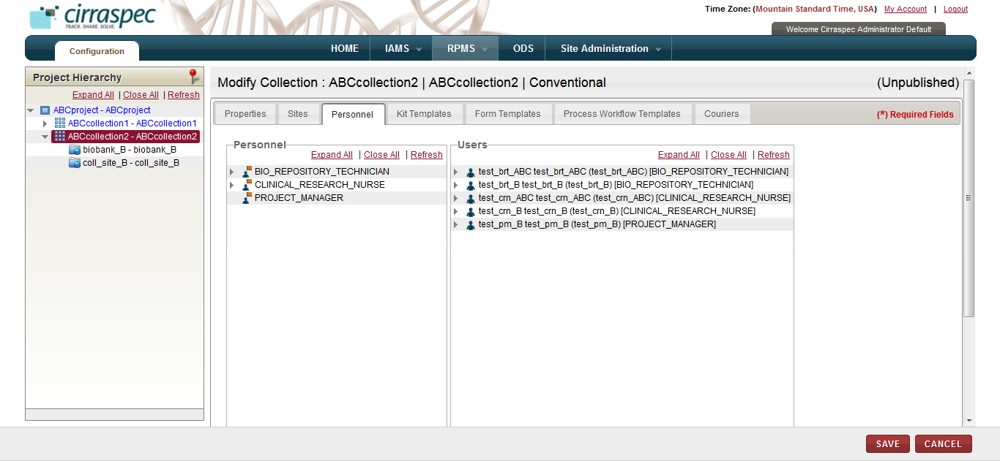 cirraspec
TRACK. SHARE. SOLVE.
Time Zone: (Mountain Standard Time, USA) My Account | Logout
Welcome Cirraspec Administrator Default
Configuration
HOME IAMS RPMS ODS Site Administration
Project Hierarchy
Expand All | Close All | Refresh
ABCproject - ABCproject
ABCcollection1 - ABCcollection1
ABCcollection2 - ABCcollection2
biobank_B - biobank_B
coll_site_B - coll_site_B
Modify Collection : ABCcollection2 | ABCcollection2 | Conventional (Unpublished)
Properties Sites Personnel Kit Templates Form Templates Process Workflow Templates Couriers (*) Required Fields
Personnel
Expand All | Close All | Refresh
BIO_REPOSITORY_TECHNICIAN
CLINICAL_RESEARCH_NURSE
PROJECT_MANAGER
Users
Expand All | Close All | Refresh
test_brt_ABC test_brt_ABC (test_brt_ABC) [BIO_REPOSITORY_TECHNICIAN]
test_brt_B test_brt_B (test_brt_B) [BIO_REPOSITORY_TECHNICIAN]
test_crn_ABC test_crn_ABC (test_crn_ABC) [CLINICAL_RESEARCH_NURSE]
test_crn_B test_crn_B (test_crn_B) [CLINICAL_RESEARCH_NURSE]
test_pm_B test_pm_B (test_pm_B) [PROJECT_MANAGER]
SAVE CANCEL